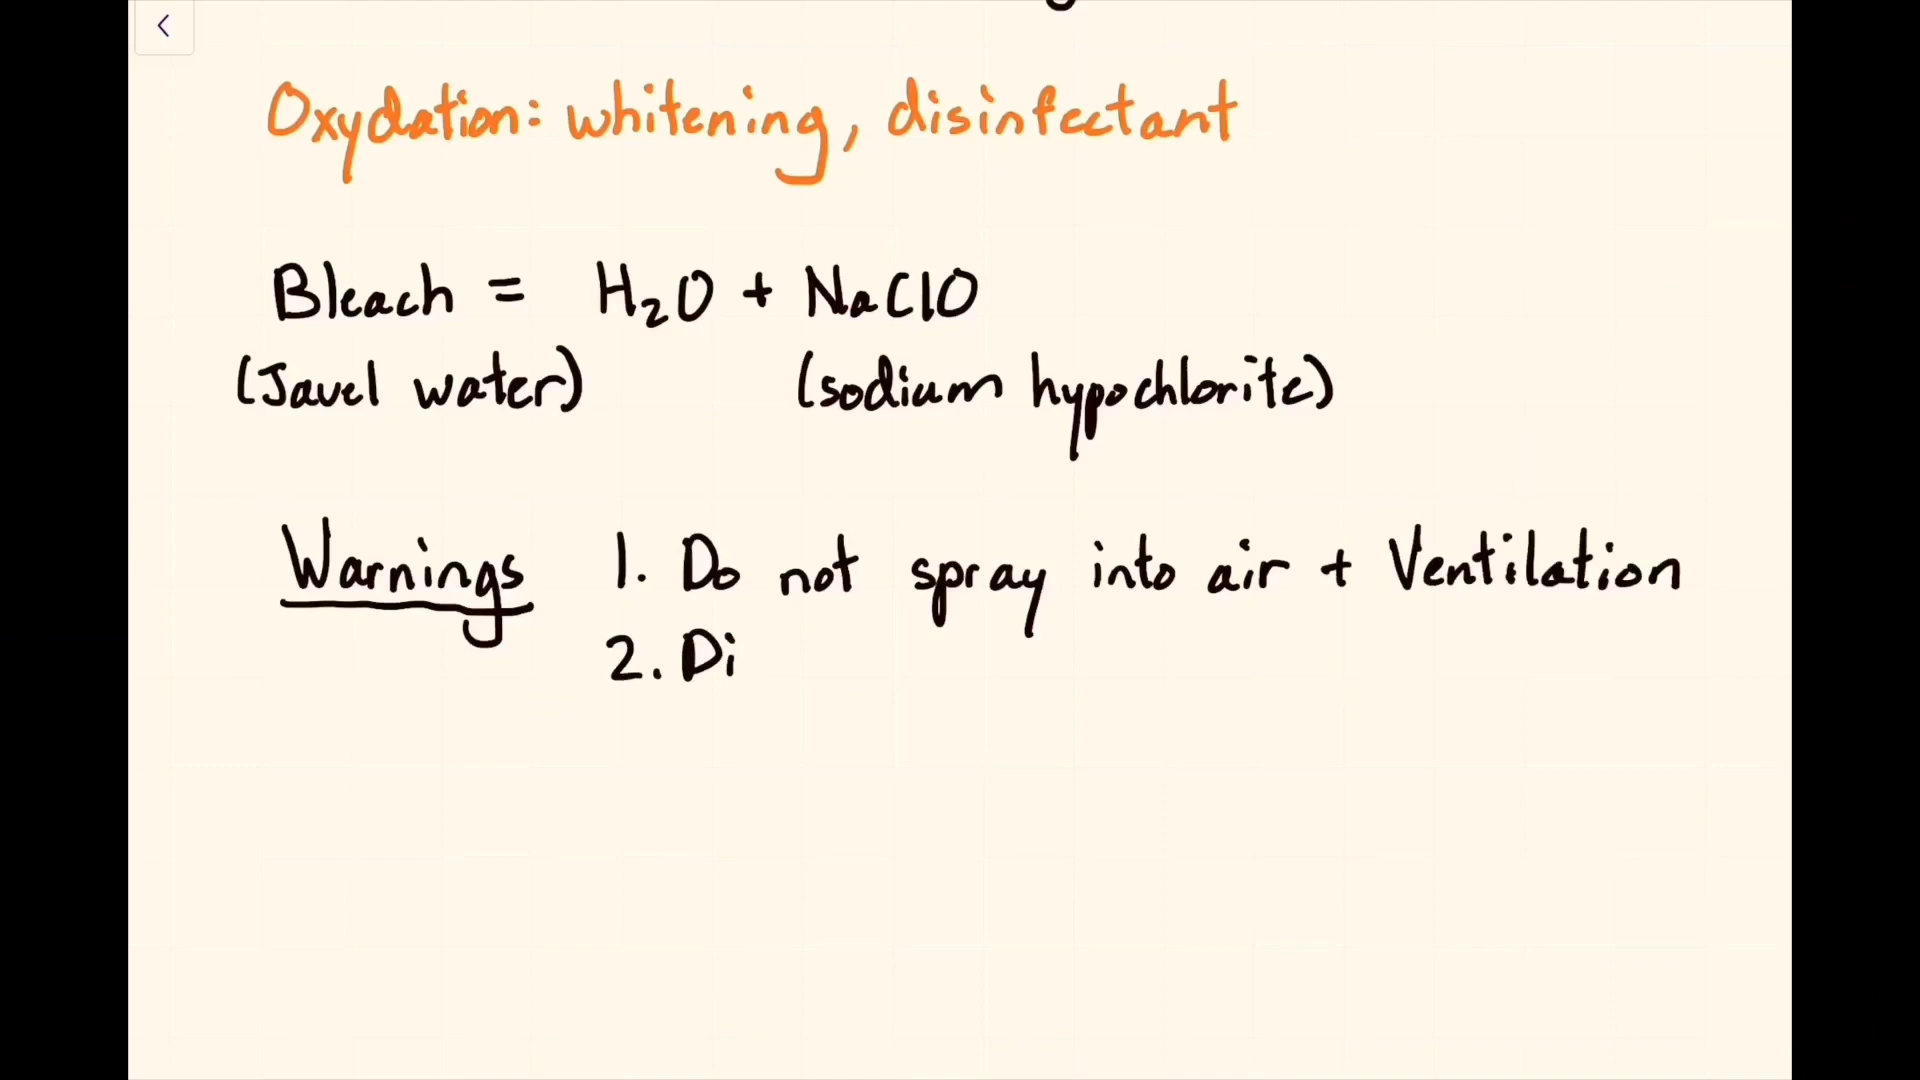 Oxydation: whitening, disinfectant
Bleach = H₂O + NaClO
(Javel water) (sodium hypochlorite)
Warnings 1. Do not spray into air + Ventilation
2. Di